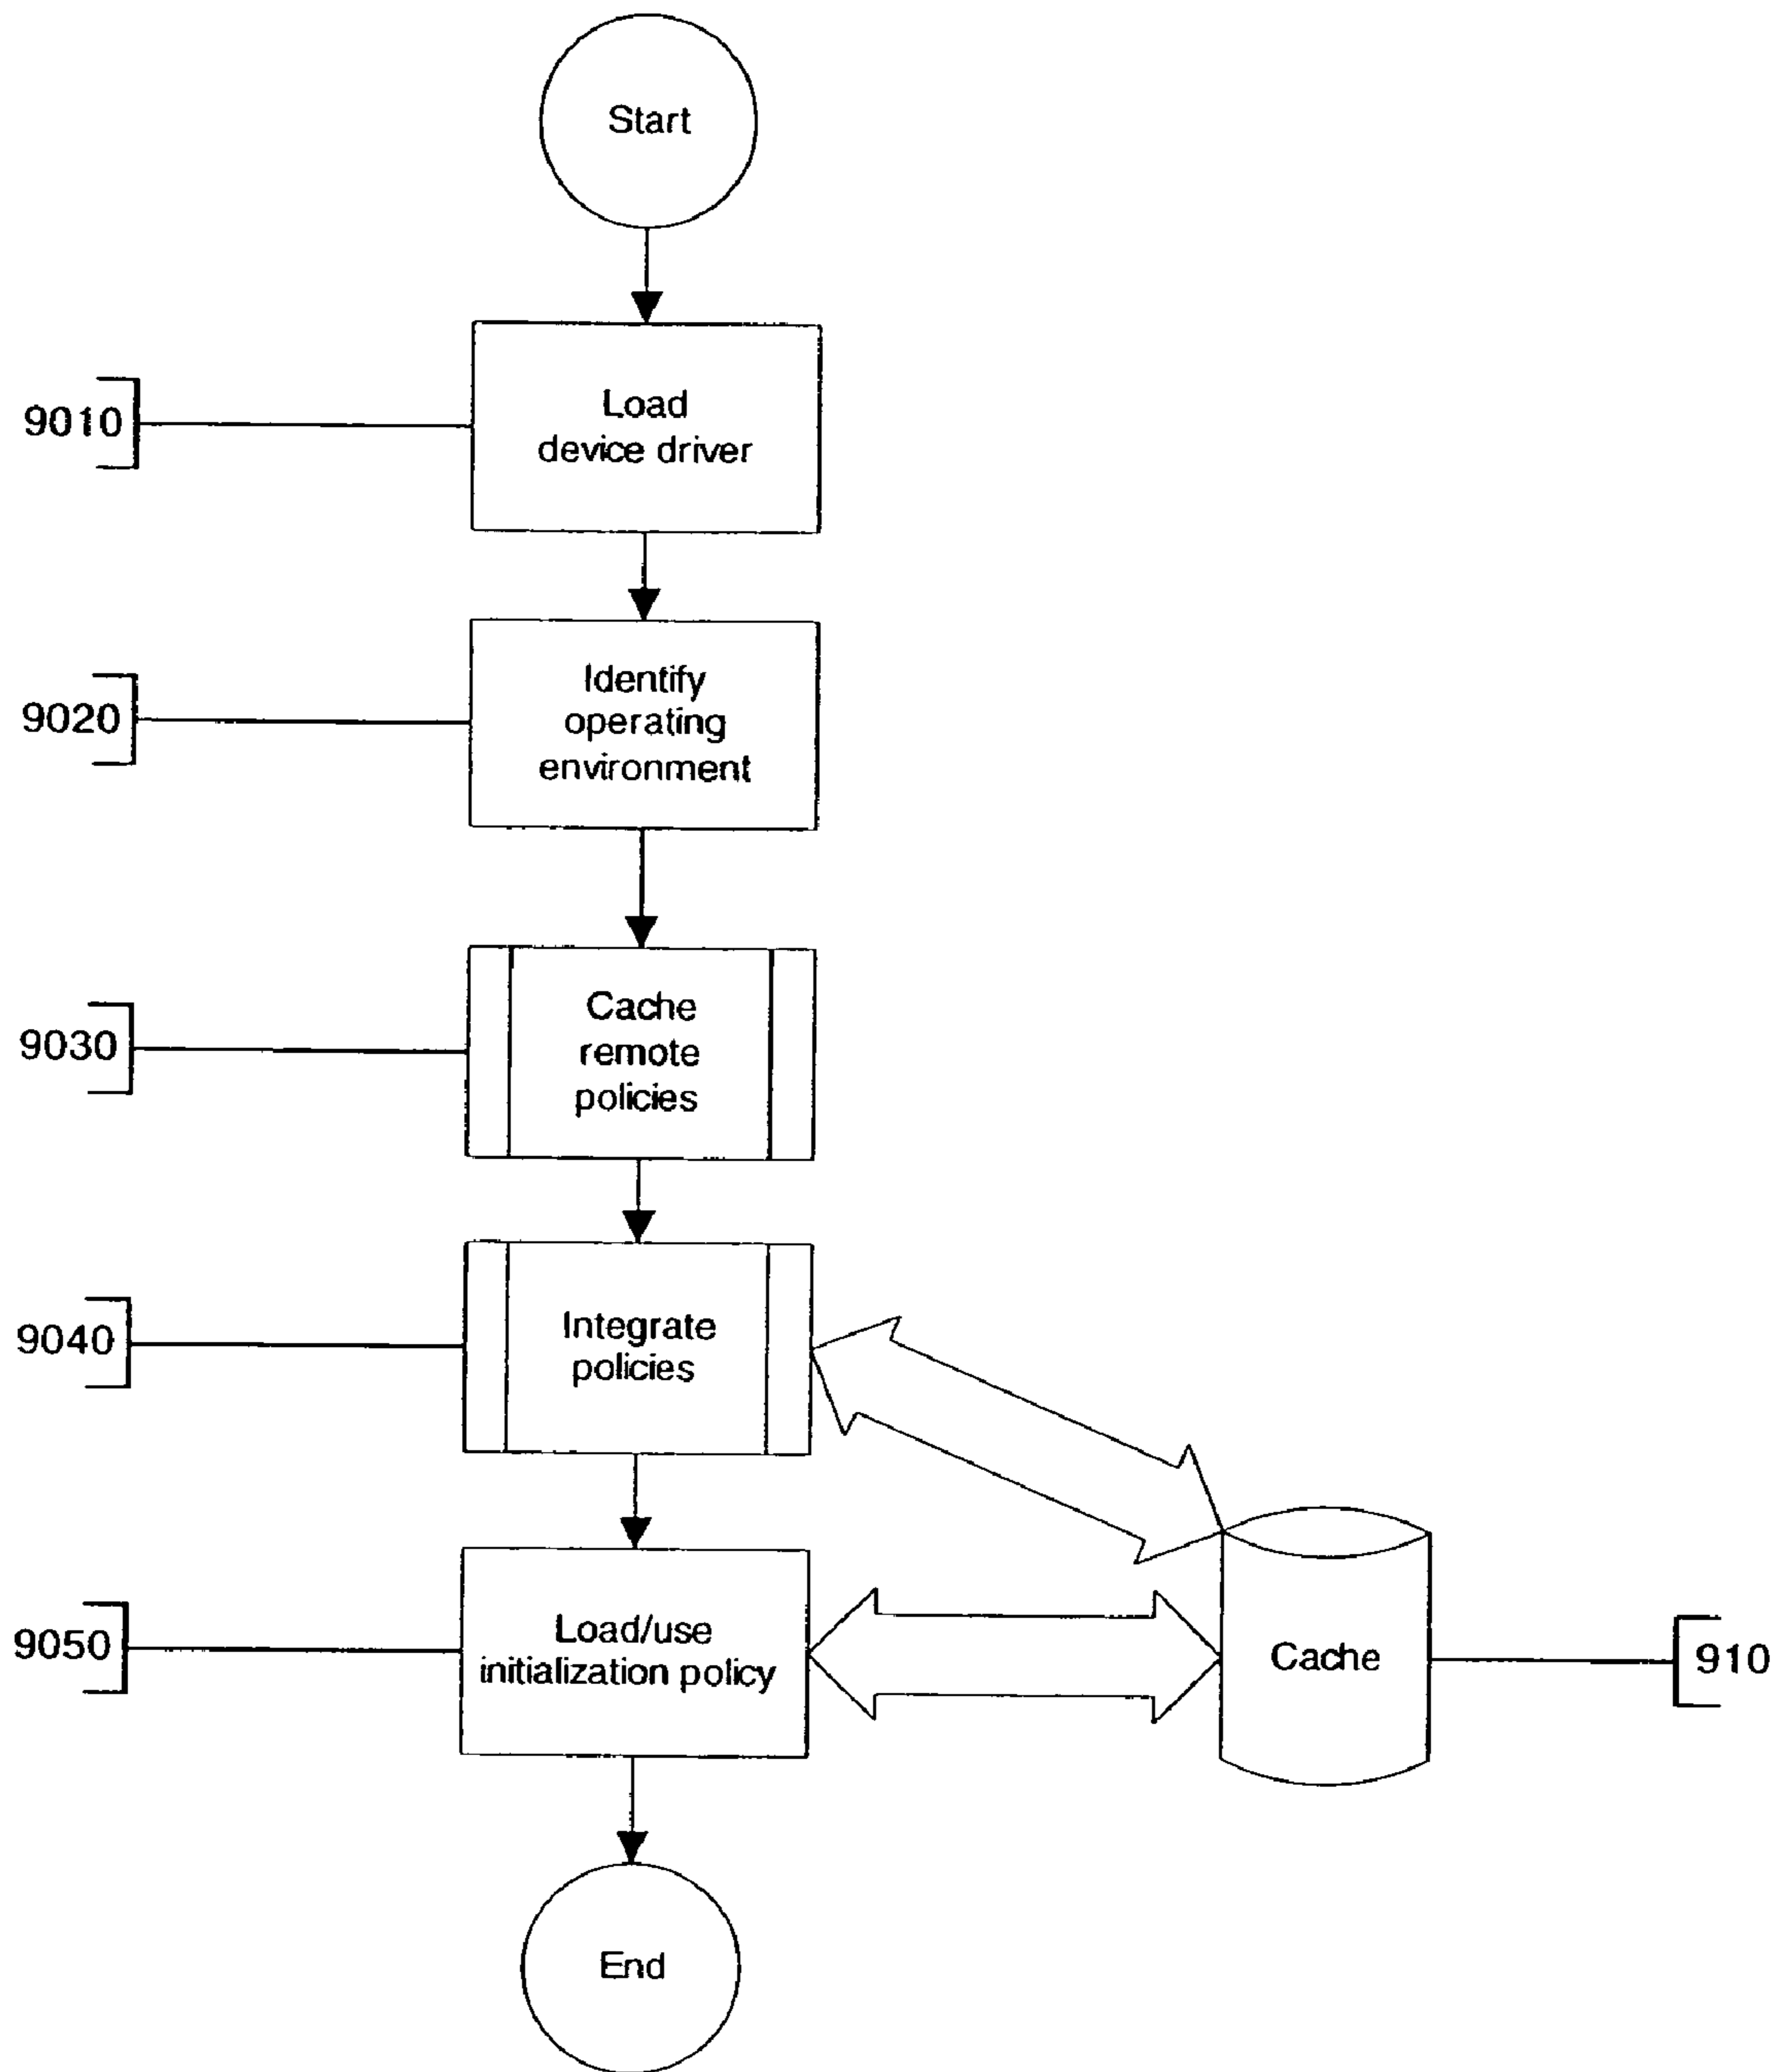 Start
9010
Load
device driver
9020
Identify
operating
environment
9030
Cache
remote
policies
9040
Integrate
policies
9050
Load/use
initialization policy
Cache
910
End